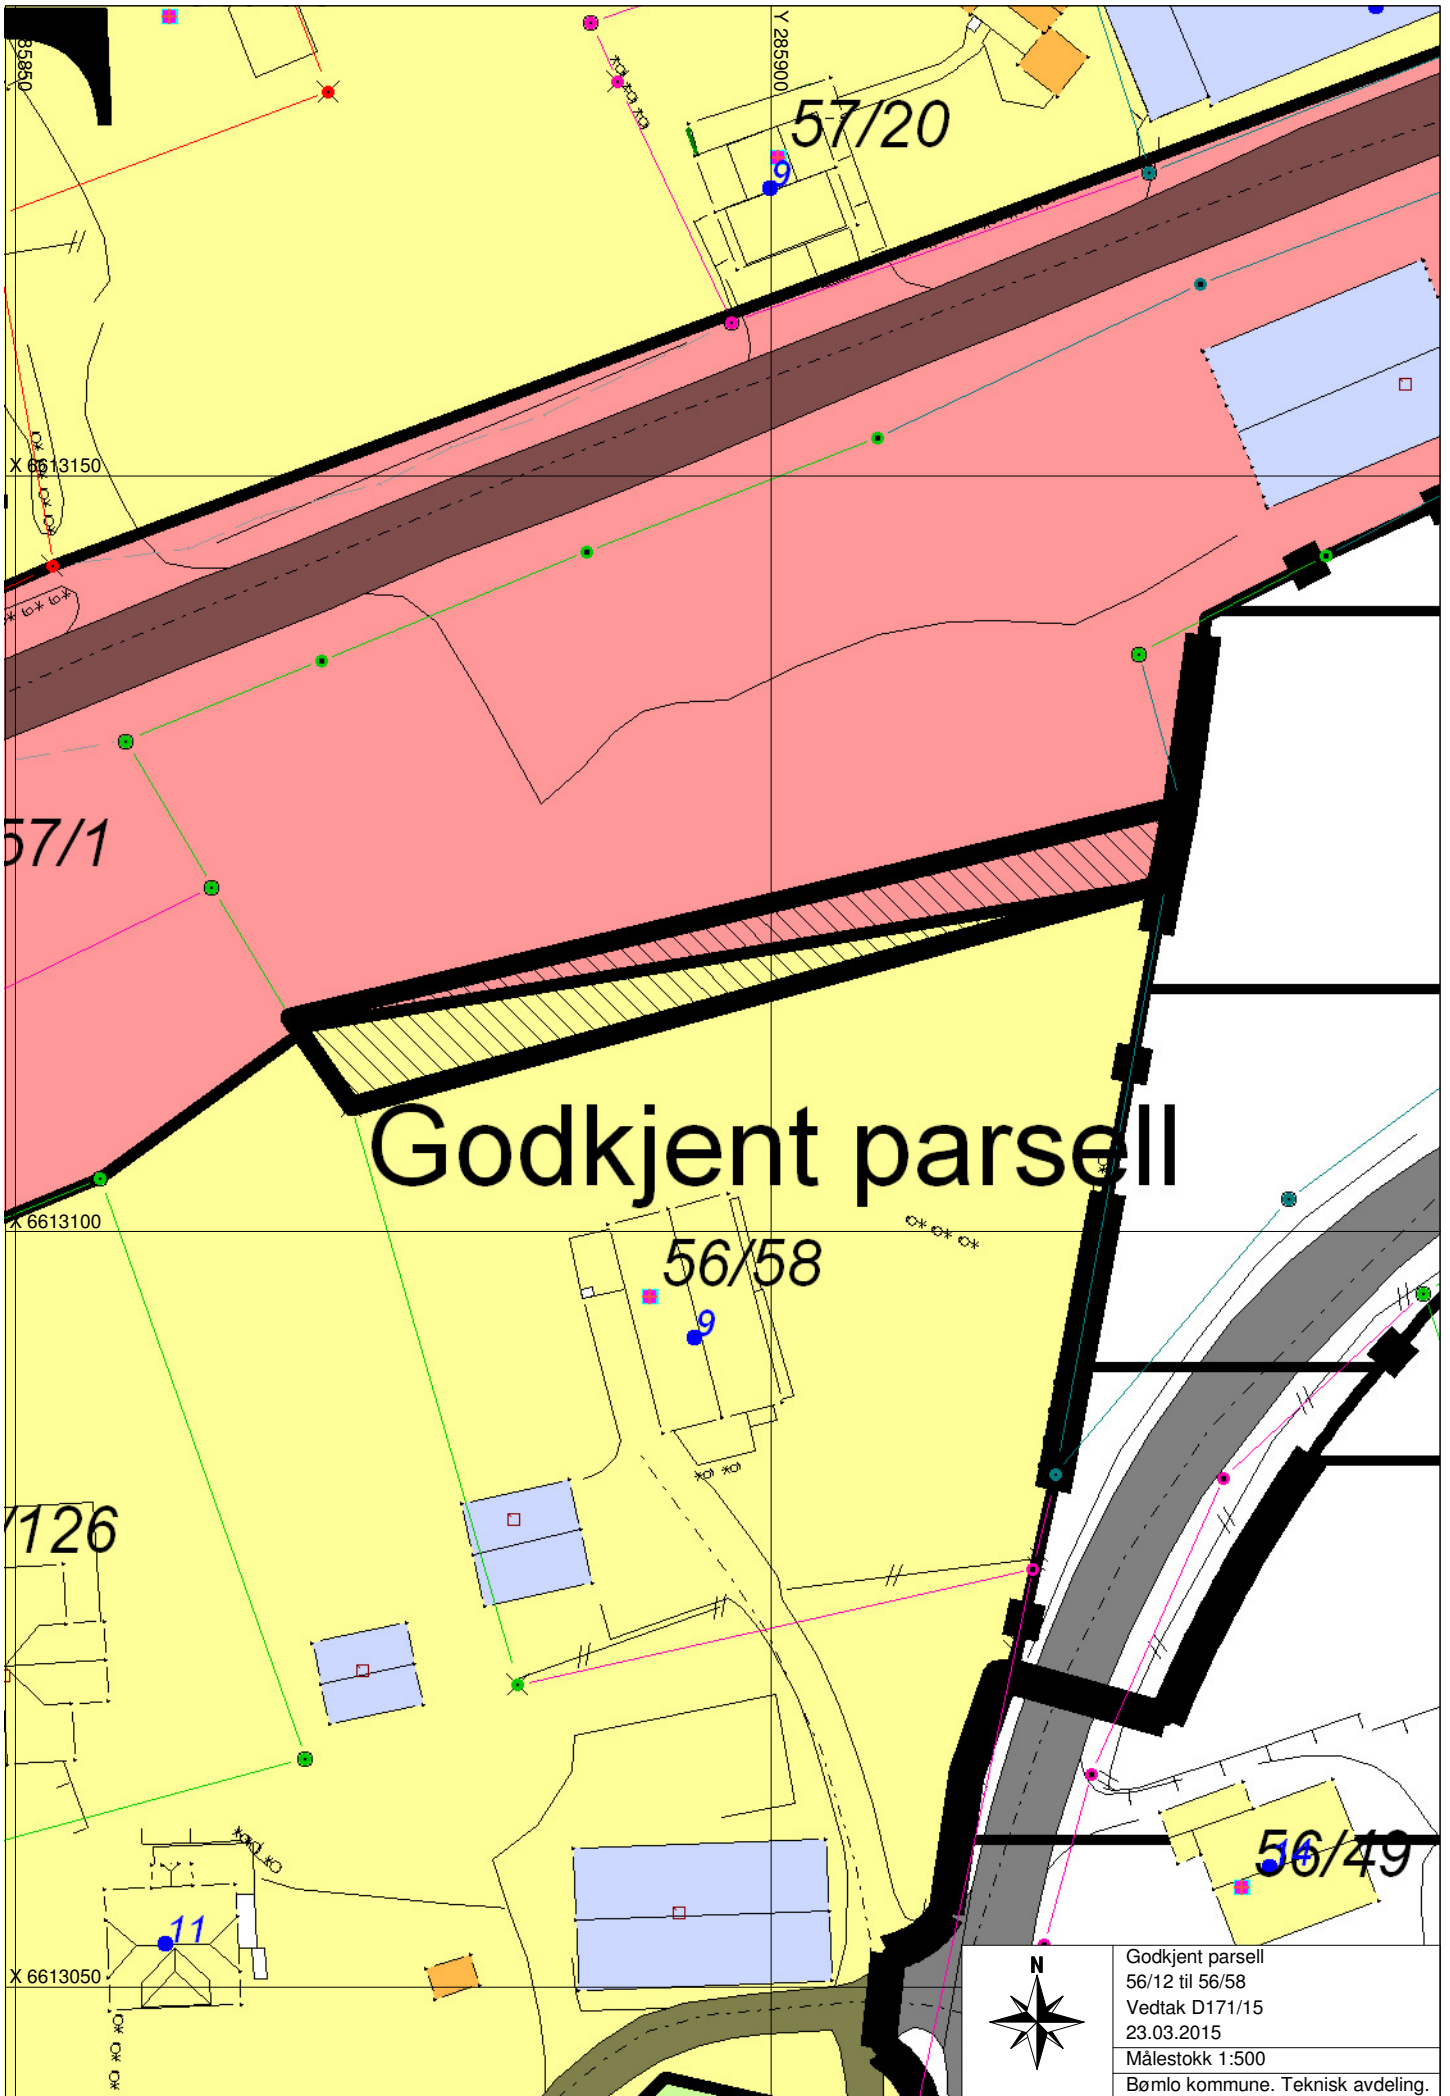 85850
Y 285900
57/20
9
X 6613150
57/1
Godkjent parsell
X 6613100
56/58
9
/126
56/49
14
11
X 6613050
N
Godkjent parsell
56/12 til 56/58
Vedtak D171/15
23.03.2015
Målestokk 1:500
Bømlo kommune. Teknisk avdeling.